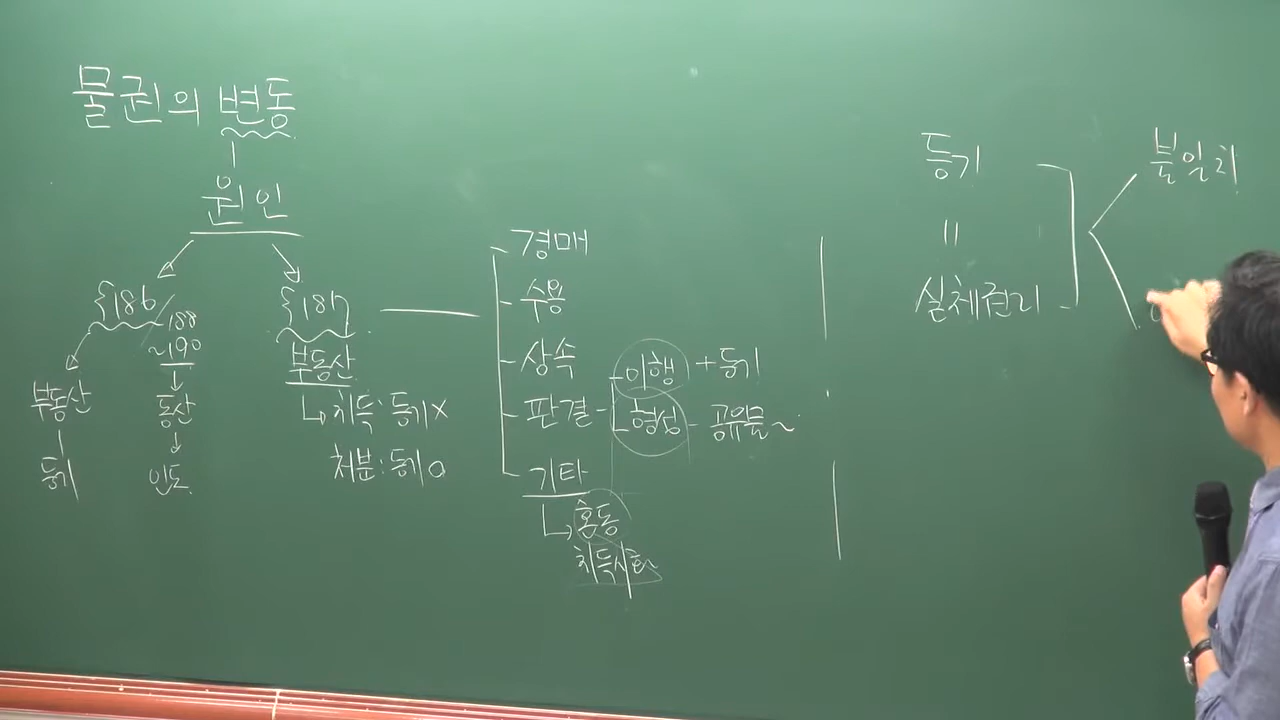 물권의 변동
원인
§186/188
~190
§187
부동산
등기
동산
인도
부동산
취득: 등기×
처분: 등기o
경매
수용
상속
판결
이행 + 등기
형성 - 공유물~
기타
혼동
취득시효
등기
=
실체권리
불일치